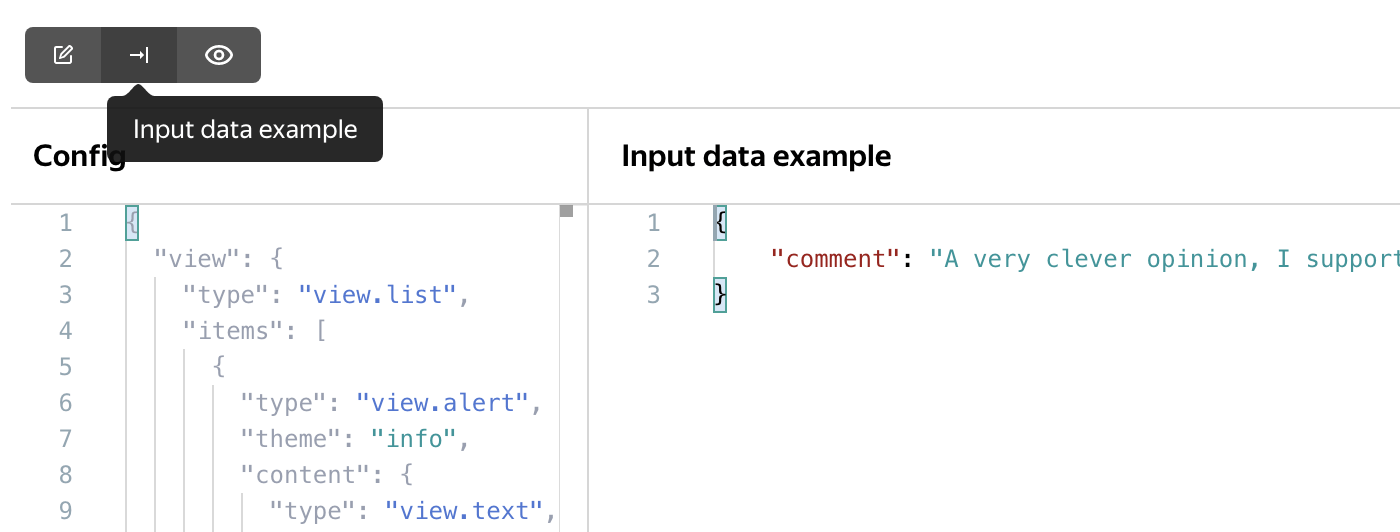 Input data example
Config
Input data example
1 {
2 "view": {
3 "type": "view.list",
4 "items": [
5 {
6 "type": "view.alert",
7 "theme": "info",
8 "content": {
9 "type": "view.text",
1 {
2 "comment": "A very clever opinion, I support
3 }